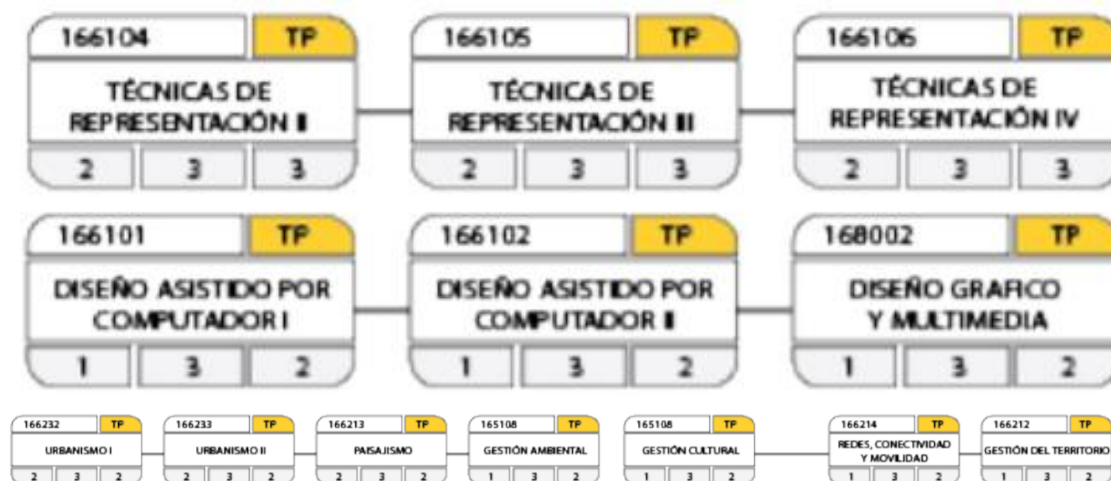 166104 TP 166105 TP 166106 TP
TÉCNICAS DE TÉCNICAS DE TÉCNICAS DE
REPRESENTACIÓN II REPRESENTACIÓN III REPRESENTACIÓN IV
2 3 3 2 3 3 2 3 3
166101 TP 166102 TP 168002 TP
DISEÑO ASISTIDO POR DISEÑO ASISTIDO POR DISEÑO GRAFICO
COMPUTADOR I COMPUTADOR II Y MULTIMEDIA
1 3 2 1 3 2 1 3 2
166232 TP 166233 TP 166213 TP 165108 TP 165108 TP 166214 TP 166212 TP
URBANISMO I URBANISMO II PAISAJISMO GESTIÓN AMBIENTAL GESTIÓN CULTURAL REDES, CONECTIVIDAD Y MOVILIDAD GESTIÓN DEL TERRITORIO
2 3 2 2 3 2 2 3 2 2 3 2 1 3 2 1 3 2 1 3 2